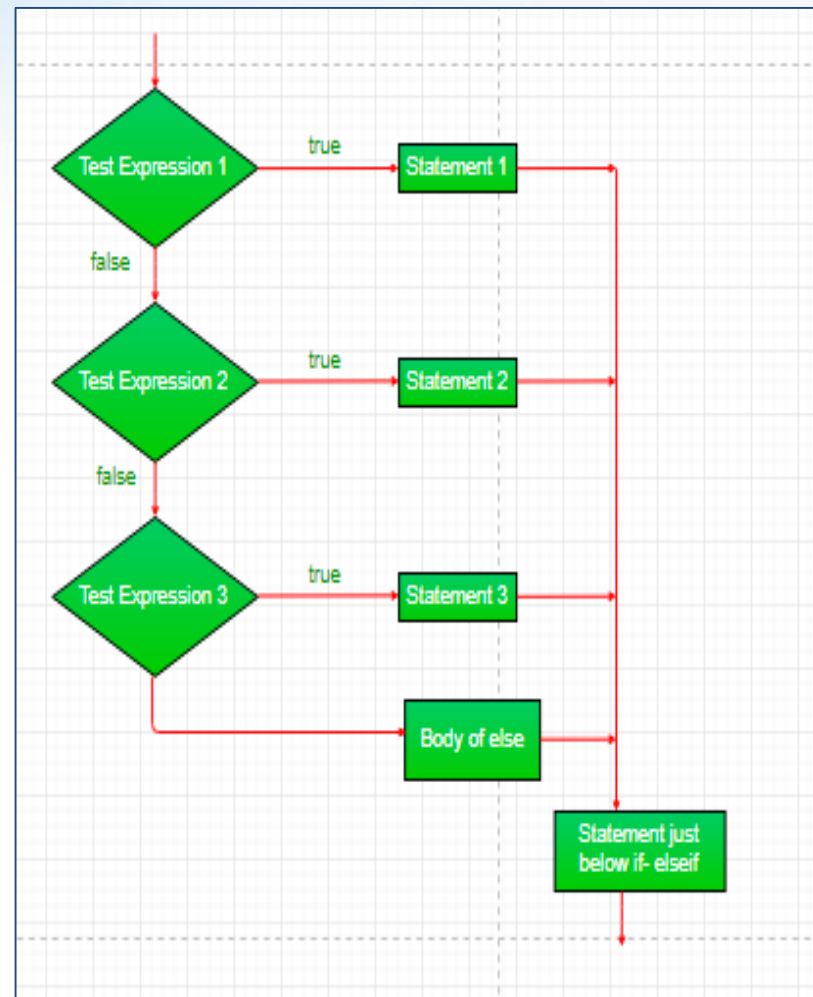 Test Expression 1
true
Statement 1
false
Test Expression 2
true
Statement 2
false
Test Expression 3
true
Statement 3
Body of else
Statement just
below if- elseif